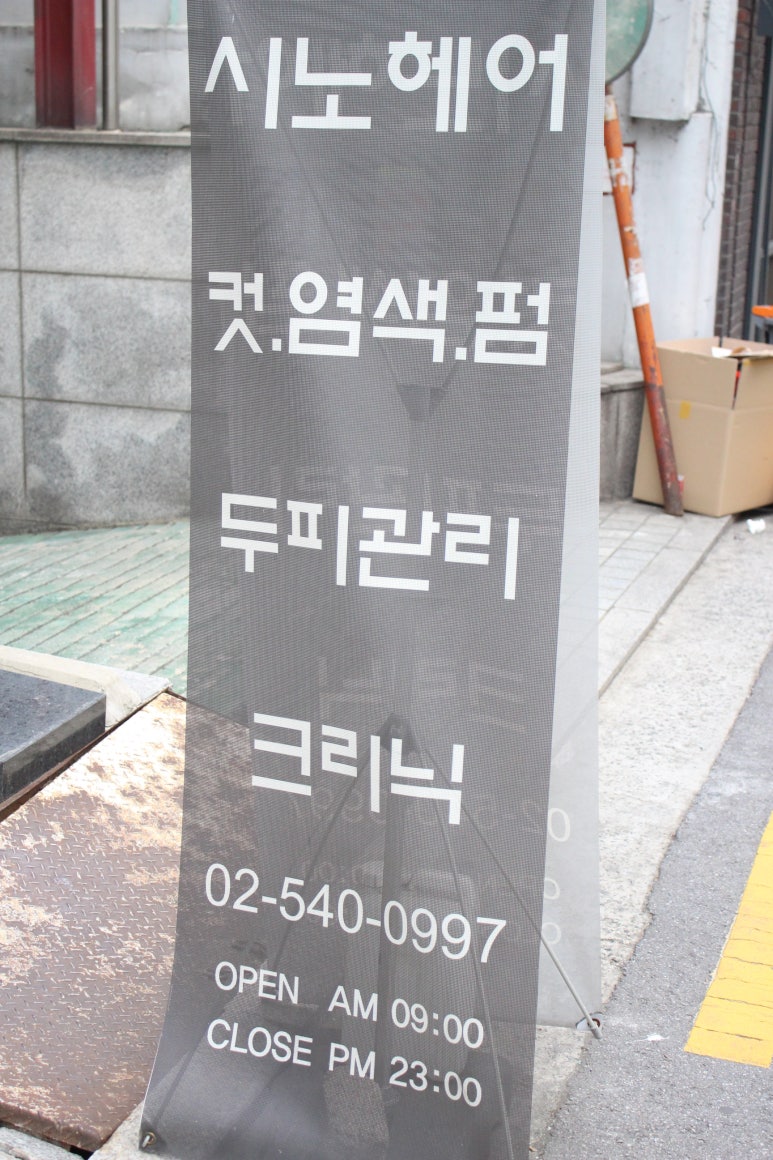 시노헤어
컷.염색.펌
두피관리
크리닉
02-540-0997
OPEN AM 09:00
CLOSE PM 23:00